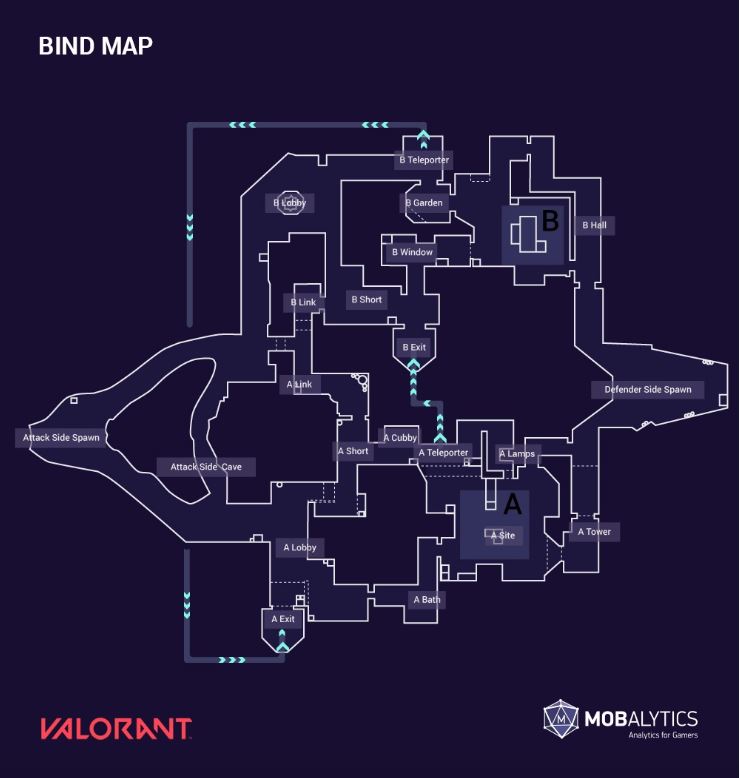 BIND MAP
B Teleporter
B Lobby
B Garden
B
B Hall
B Window
B Link
B Short
B Exit
A Link
Defender Side Spawn
Attack Side Spawn
A Cubby
A Short
A Teleporter
A Lamps
Attack Side Cave
A
A Site
A Tower
A Lobby
A Bath
A Exit
VALORANT
M
MOBALYTICS
Analytics for Gamers